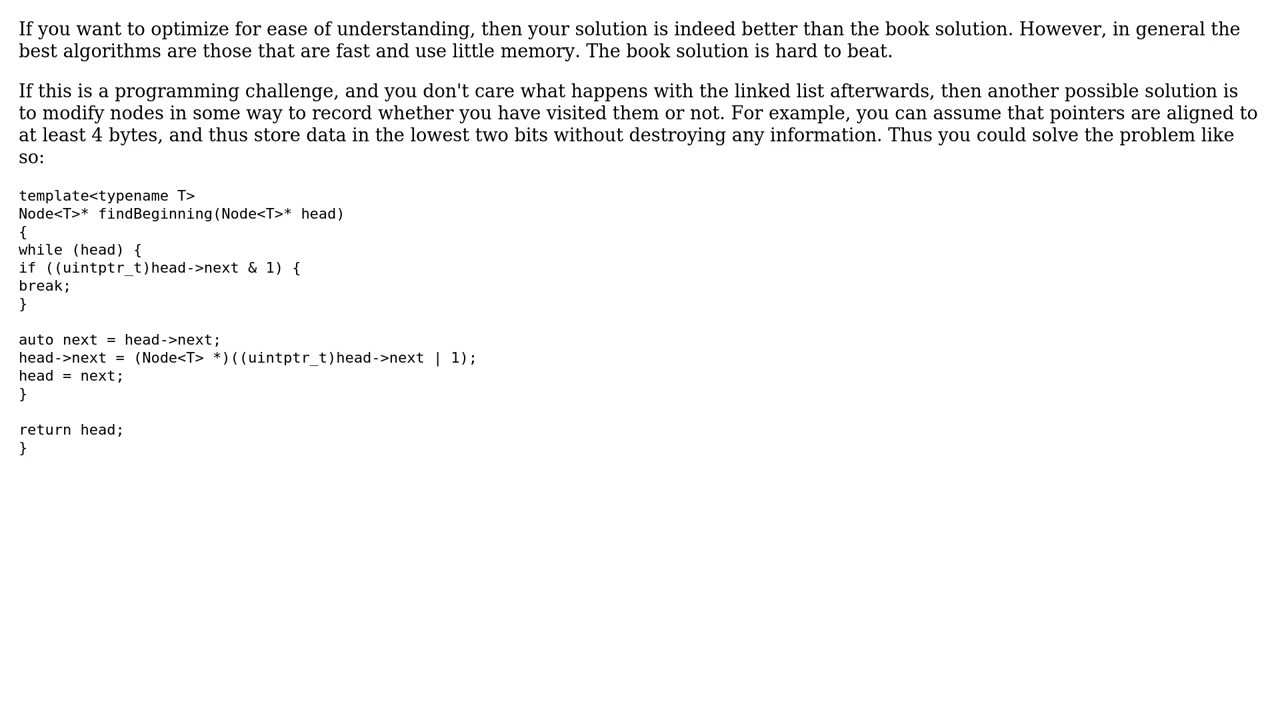 If you want to optimize for ease of understanding, then your solution is indeed better than the book solution. However, in general the
best algorithms are those that are fast and use little memory. The book solution is hard to beat.
If this is a programming challenge, and you don't care what happens with the linked list afterwards, then another possible solution is
to modify nodes in some way to record whether you have visited them or not. For example, you can assume that pointers are aligned to
at least 4 bytes, and thus store data in the lowest two bits without destroying any information. Thus you could solve the problem like
so:
template<typename T>
Node<T>* findBeginning(Node<T>* head)
{
while (head) {
if ((uintptr_t)head->next & 1) {
break;
}
auto next = head->next;
head->next = (Node<T> *)((uintptr_t)head->next | 1);
head = next;
}
return head;
}